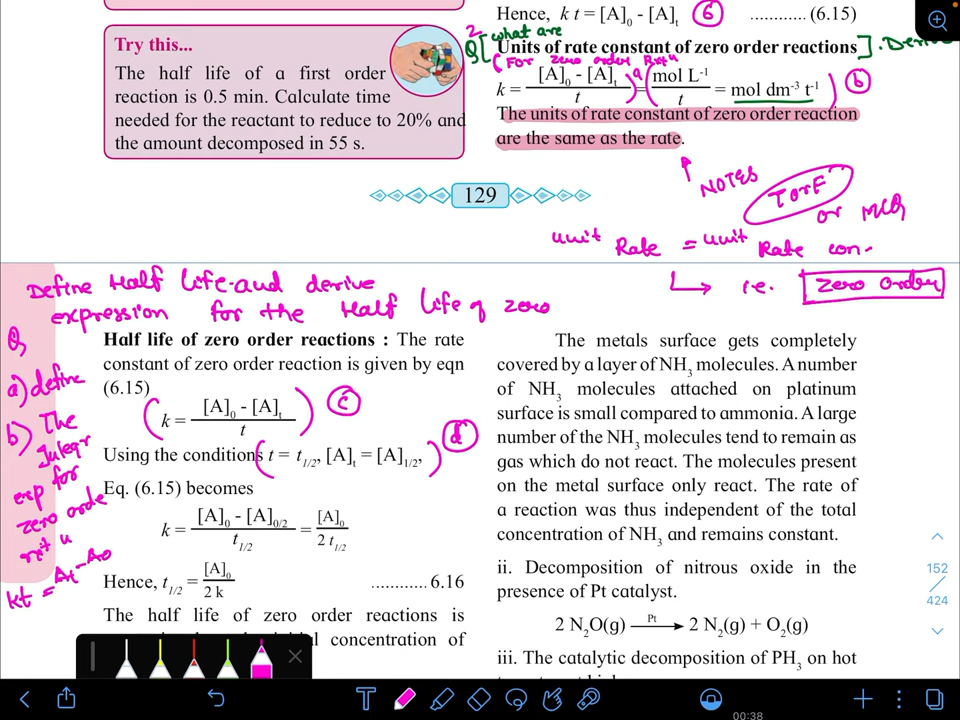 Hence, k t = [A]0 - [A]t 6 ............ (6.15)
2
Q [ what are
Units of rate constant of zero order reactions ] . Deriv
( For zero order Rxt n
k = [A]0 - [A]t / t ) a = ( mol L-1 / t = mol dm-3 t-1 ) b
The units of rate constant of zero order reaction
are the same as the rate.
Try this...
The half life of a first order
reaction is 0.5 min. Calculate time
needed for the reactant to reduce to 20% and
the amount decomposed in 55 s.
129
NOTES
T or F
or MCQ
unit Rate = unit Rate con-
i.e. Zero order
Define Half life and derive
expression for the Half life of zero
Q
a) define
b) The
Integr
exp for
zero orde
rxt n
kt = At - A0
Half life of zero order reactions : The rate
constant of zero order reaction is given by eqn
(6.15)
( k = [A]0 - [A]t / t ) c
Using the conditions ( t = t1/2, [A]t = [A]1/2, ) d
Eq. (6.15) becomes
k = [A]0 - [A]0/2 / t1/2 = [A]0 / 2 t1/2
Hence, t1/2 = [A]0 / 2 k ............ 6.16
The half life of zero order reactions is
concentration of
The metals surface gets completely
covered by a layer of NH3 molecules. A number
of NH3 molecules attached on platinum
surface is small compared to ammonia. A large
number of the NH3 molecules tend to remain as
gas which do not react. The molecules present
on the metal surface only react. The rate of
a reaction was thus independent of the total
concentration of NH3 and remains constant.
ii. Decomposition of nitrous oxide in the
presence of Pt catalyst.
2 N2O(g) Pt → 2 N2(g) + O2(g)
iii. The catalytic decomposition of PH3 on hot
152
424
00:38